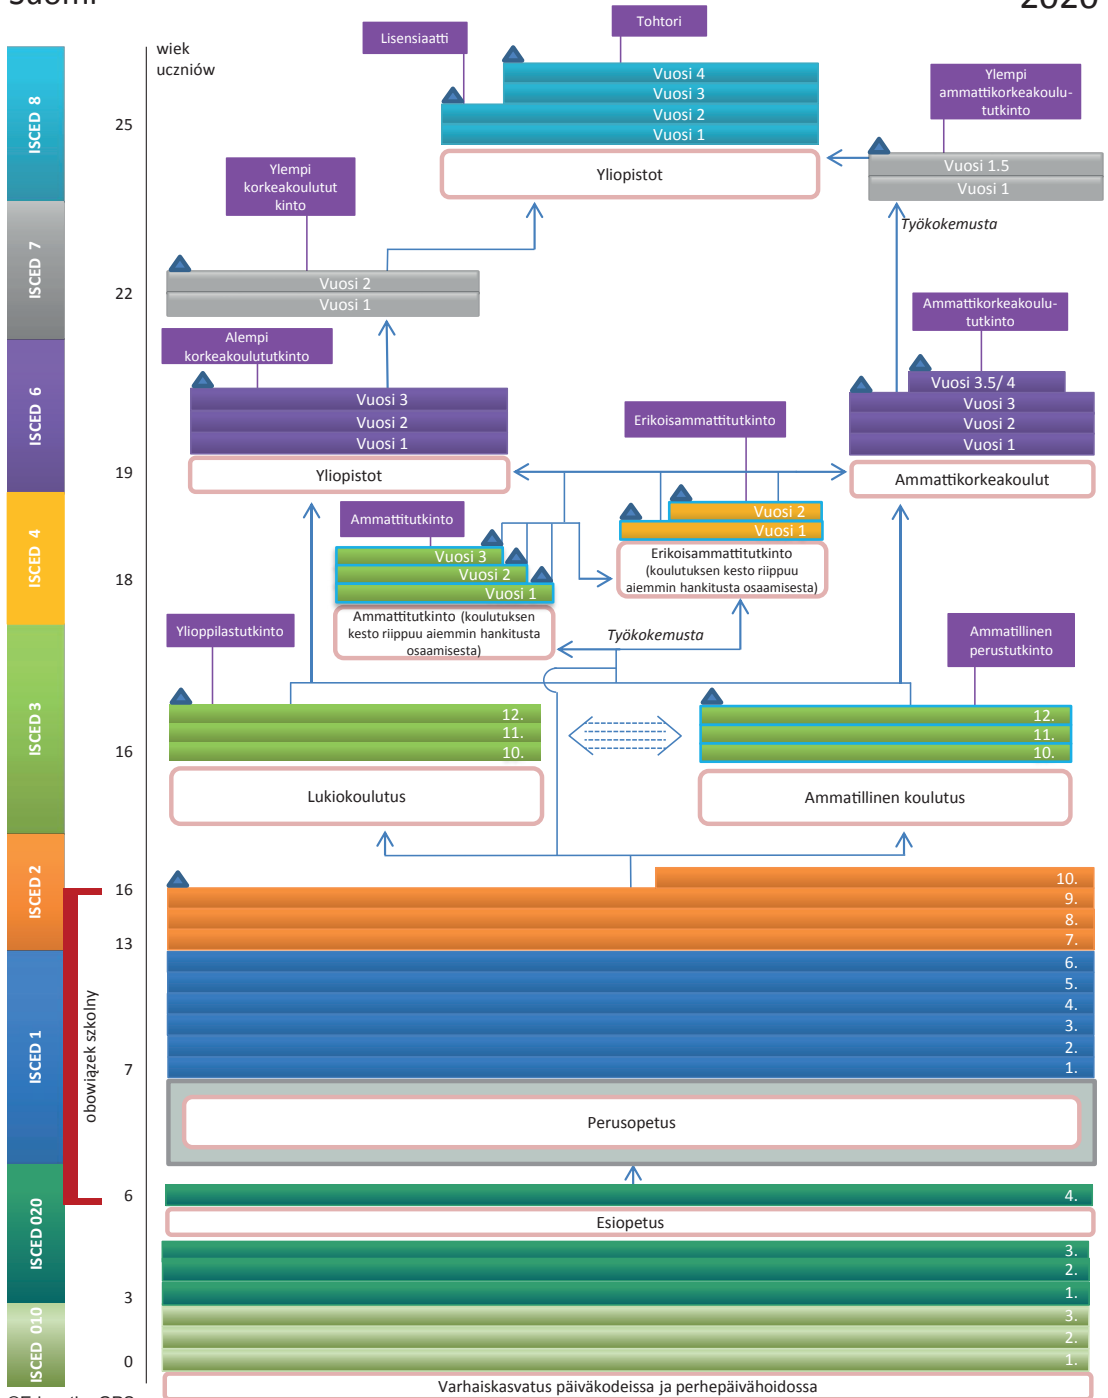 Suomi
2020
wiek
uczniów
Tohtori
Lisensiaatti
Ylempi
ammattikorkeakoulu-
tutkinto
Vuosi 4
Vuosi 3
Vuosi 2
Vuosi 1
ISCED 8
25
Yliopistot
Vuosi 1.5
Vuosi 1
Ylempi
korkeakoulutut
kinto
Työkokemusta
ISCED 7
22
Vuosi 2
Vuosi 1
Ammattikorkeakoulu-
tutkinto
Alempi
korkeakoulututkinto
ISCED 6
Vuosi 3
Vuosi 2
Vuosi 1
Vuosi 3.5/ 4
Vuosi 3
Vuosi 2
Vuosi 1
Erikoisammattitutkinto
19
Yliopistot
Ammattikorkeakoulut
ISCED 4
Ammattitutkinto
Vuosi 2
Vuosi 1
Vuosi 3
Vuosi 2
Vuosi 1
Erikoisammattitutkinto
(koulutuksen kesto riippuu
aiemmin hankitusta osaamisesta)
18
Ammattitutkinto (koulutuksen
kesto riippuu aiemmin hankitusta
osaamisesta)
Työkokemusta
Ylioppilastutkinto
Ammatillinen
perustutkinto
ISCED 3
12.
11.
10.
12.
11.
10.
16
Lukiokoulutus
Ammatillinen koulutus
ISCED 2
16
10.
9.
8.
7.
13
6.
5.
4.
3.
2.
1.
ISCED 1
obowiązek szkolny
7
Perusopetus
6
4.
Esiopetus
ISCED 020
3.
2.
1.
3
ISCED 010
3.
2.
1.
0
Varhaiskasvatus päiväkodeissa ja perhepäivähoidossa